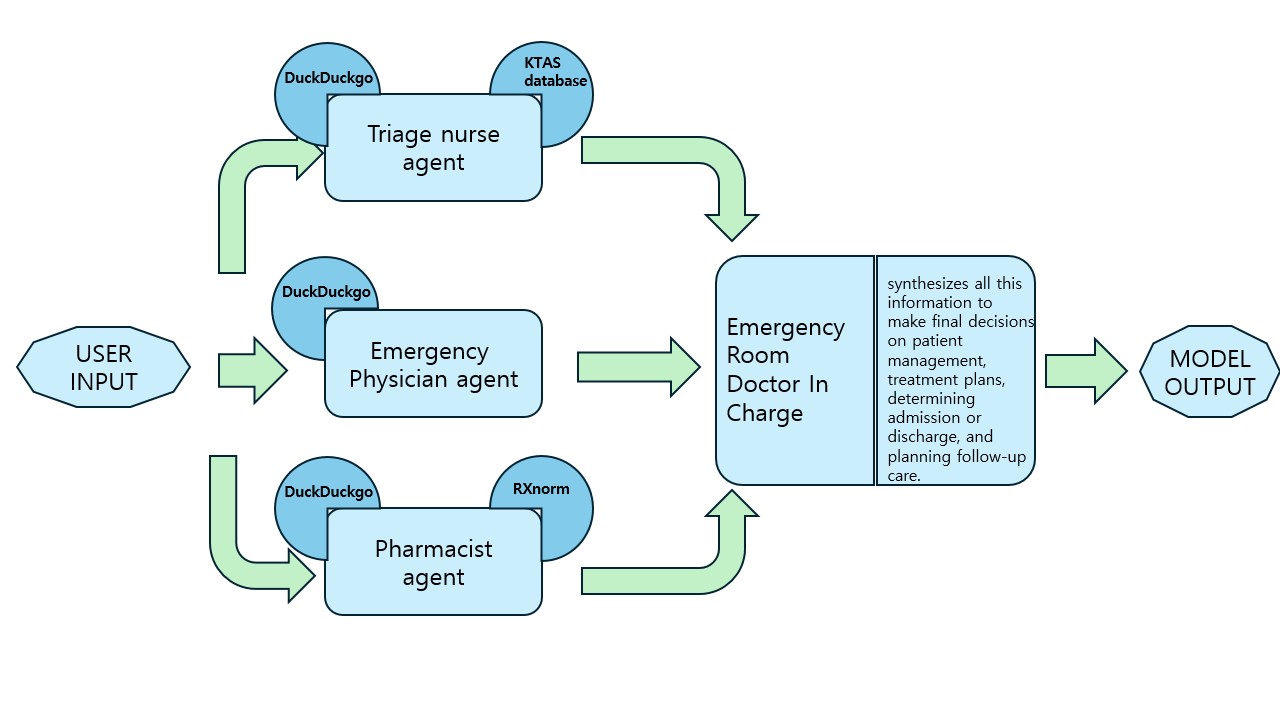 DuckDuckgo
KTAS
database
Triage nurse
agent
DuckDuckgo
Emergency
Physician agent
USER
INPUT
Emergency
Room
Doctor In
Charge
synthesizes all this
information to
make final decisions
on patient
management,
treatment plans,
determining
admission or
discharge, and
planning follow-up
care.
MODEL
OUTPUT
DuckDuckgo
RXnorm
Pharmacist
agent